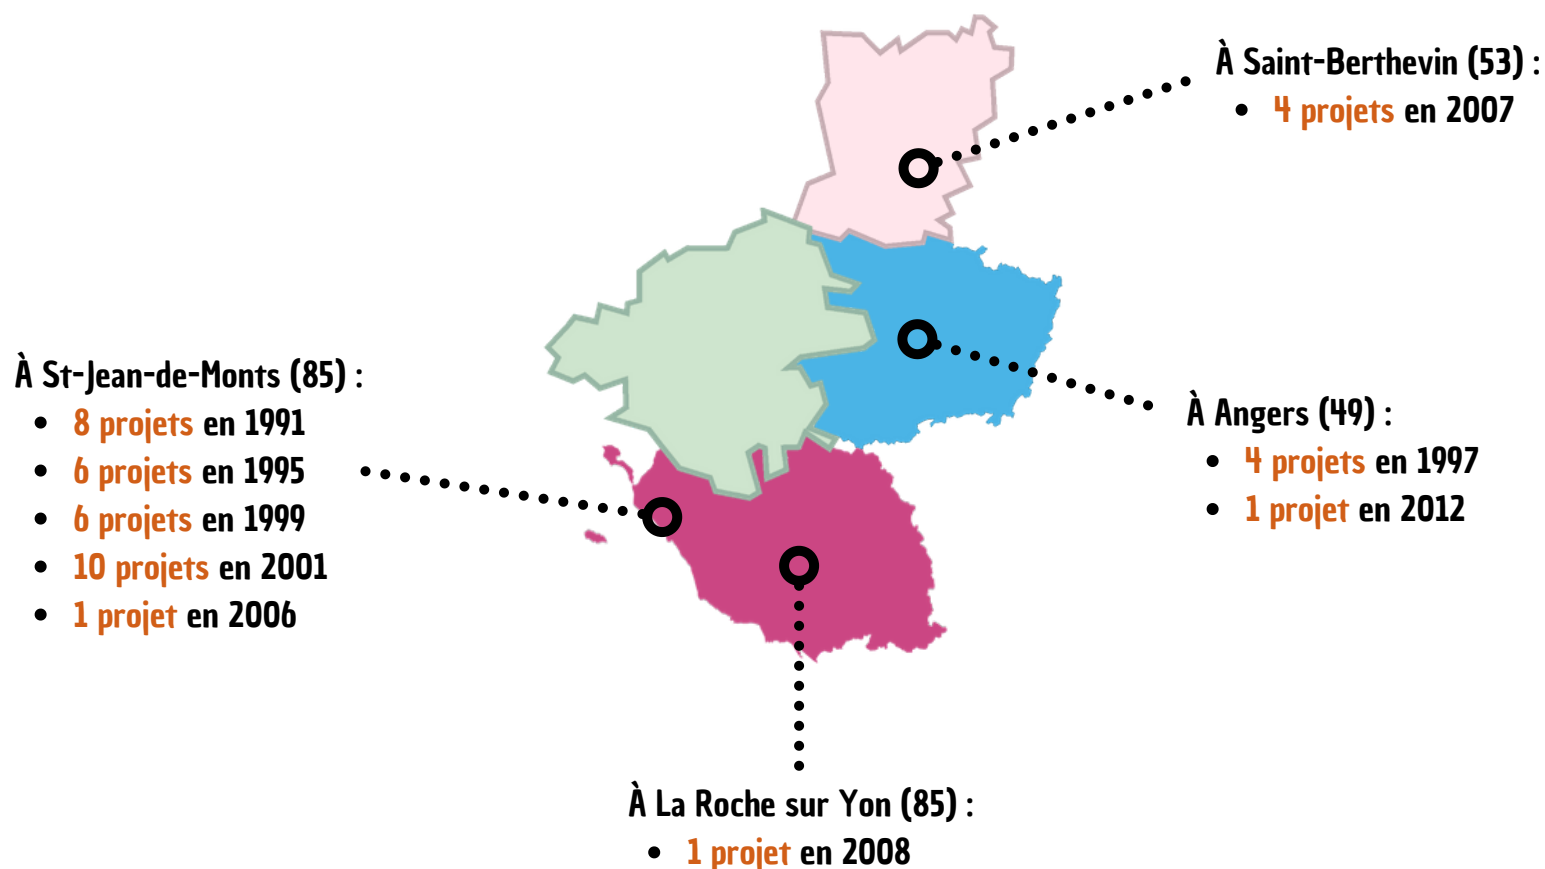 À Saint-Berthevin (53) :
• 4 projets en 2007
À St-Jean-de-Monts (85) :
• 8 projets en 1991
• 6 projets en 1995
• 6 projets en 1999
• 10 projets en 2001
• 1 projet en 2006
À Angers (49) :
• 4 projets en 1997
• 1 projet en 2012
À La Roche sur Yon (85) :
• 1 projet en 2008